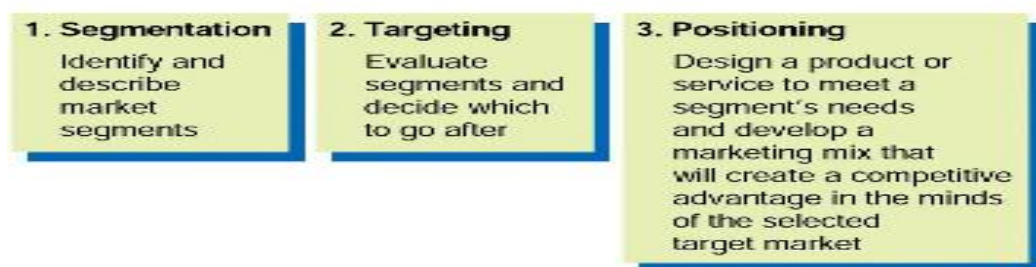 1. Segmentation
Identify and
describe
market
segments
2. Targeting
Evaluate
segments and
decide which
to go after
3. Positioning
Design a product or
service to meet a
segment's needs
and develop a
marketing mix that
will create a competitive
advantage in the minds
of the selected
target market